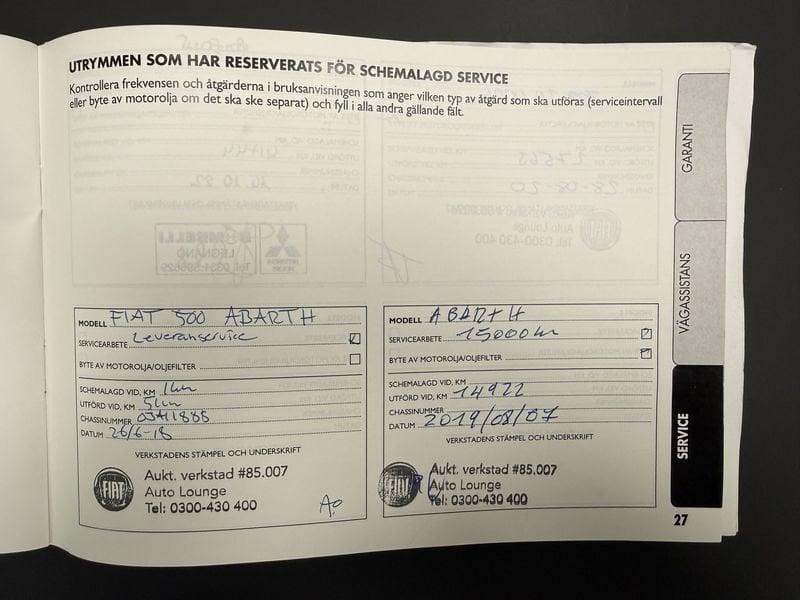 UTRYMMEN SOM HAR RESERVERATS FÖR SCHEMALAGD SERVICE
Kontrollera frekvensen och åtgärderna i bruksanvisningen som anger vilken typ av åtgärd som ska utföras (serviceintervall
eller byte av motorolja om det ska ske separat) och fyll i alla andra gällande fält.
MODELL FIAT 500 ABARTH
SERVICEARBETE Leveransservice
BYTE AV MOTOROLJA/OLJEFILTER
SCHEMALAGD VID, KM 1km
UTFÖRD VID, KM 5km
CHASSINUMMER
DATUM 26/6-18
VERKSTADENS STÄMPEL OCH UNDERSKRIFT
FIAT
Aukt. verkstad #85.007
Auto Lounge
Tel: 0300-430 400
MODELL ABARTH
SERVICEARBETE 15000km
BYTE AV MOTOROLJA/OLJEFILTER
SCHEMALAGD VID, KM
UTFÖRD VID, KM 14922
CHASSINUMMER
DATUM 2019/08/07
VERKSTADENS STÄMPEL OCH UNDERSKRIFT
FIAT
Aukt. verkstad #85.007
Auto Lounge
Tel: 0300-430 400
GARANTI
VÄGASSISTANS
SERVICE
27